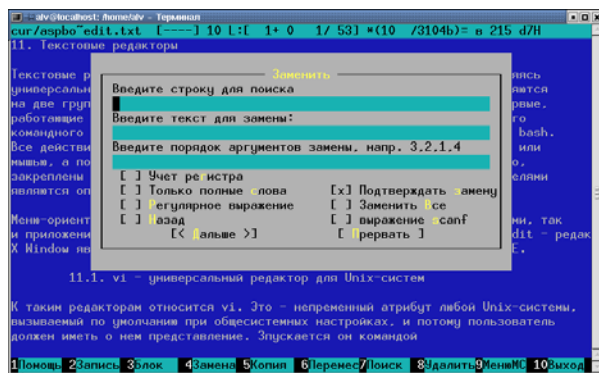 alv@localhost: /home/alv - Терминал
cur/aspbo~edit.txt [----] 10 L:[ 1+ 0 1/ 53] *(10 /3104b)= в 215 d7H
11. Текстовые редакторы
Текстовые р
универсальн
на две груп
работающие
командного
Все действи
мышью, а по
закреплены
являются оп
Меню-ориент
и приложени
X Window яв
Заменить
Введите строку для поиска
Введите текст для замены:
Введите порядок аргументов замены, напр. 3,2,1,4
[ ] Учет регистра
[ ] Только полные слова [x] Подтверждать замену
[ ] Регулярное выражение [ ] Заменить Все
[ ] Назад [ ] выражение scanf
[< Дальше >] [ Прервать ]
ясь
ются
рвые,
го
bash.
или
о,
елями
ми, так
dit - редак
E.
11.1. vi - универсальный редактор для Unix-систем
К таким редакторам относится vi. Это - непременный атрибут любой Unix-системы,
вызываемый по умолчанию при общесистемных настройках, и потому пользователь
должен иметь о нем представление. Зпускается он командой
1Помощь 2Запись 3Блок 4Замена 5Копия 6Перемес 7Поиск 8Удалить 9МенюMC 10Выход